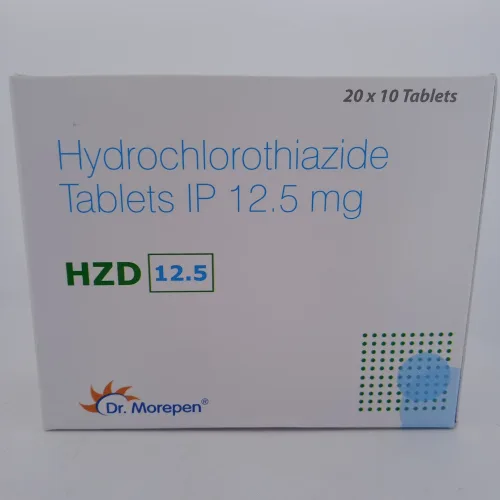 20 x 10 Tablets
Hydrochlorothiazide
Tablets IP 12.5 mg
HZD 12.5
Dr. Morepen®